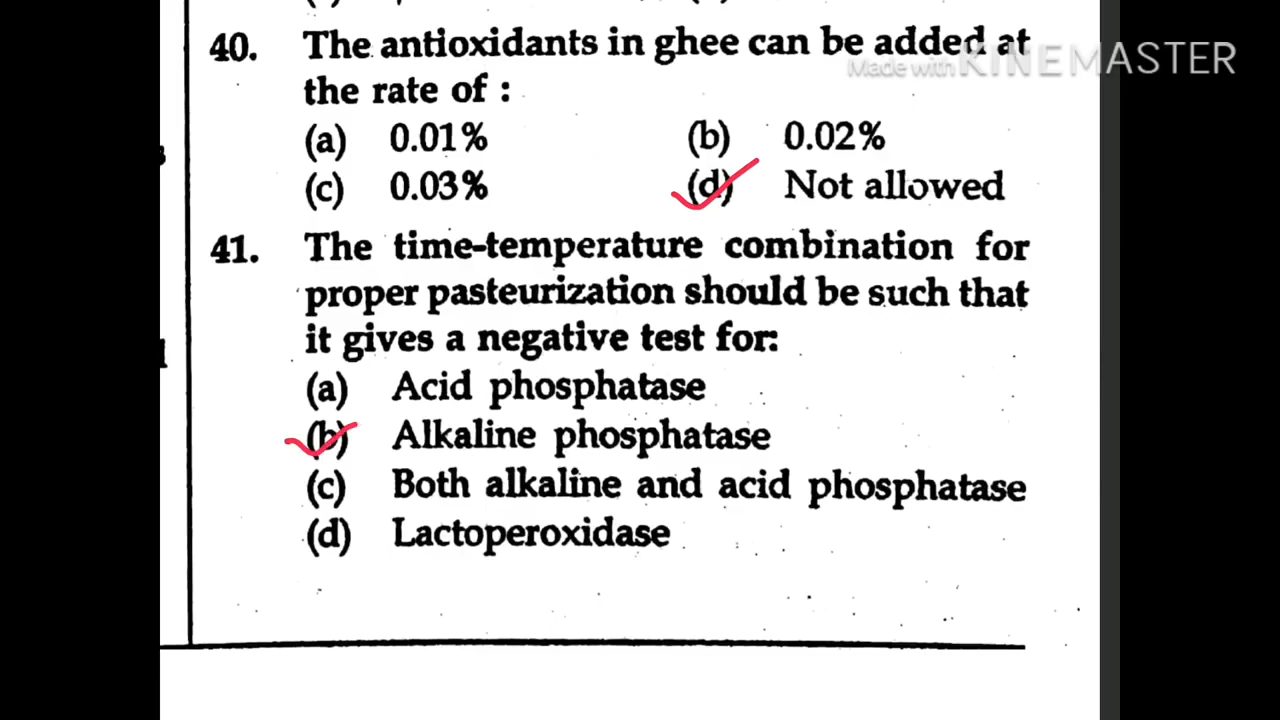 40. The antioxidants in ghee can be added at
Made with KINEMASTER
the rate of :
(a) 0.01% (b) 0.02%
(c) 0.03% (d) Not allowed
41. The time-temperature combination for
proper pasteurization should be such that
it gives a negative test for:
(a) Acid phosphatase
(b) Alkaline phosphatase
(c) Both alkaline and acid phosphatase
(d) Lactoperoxidase